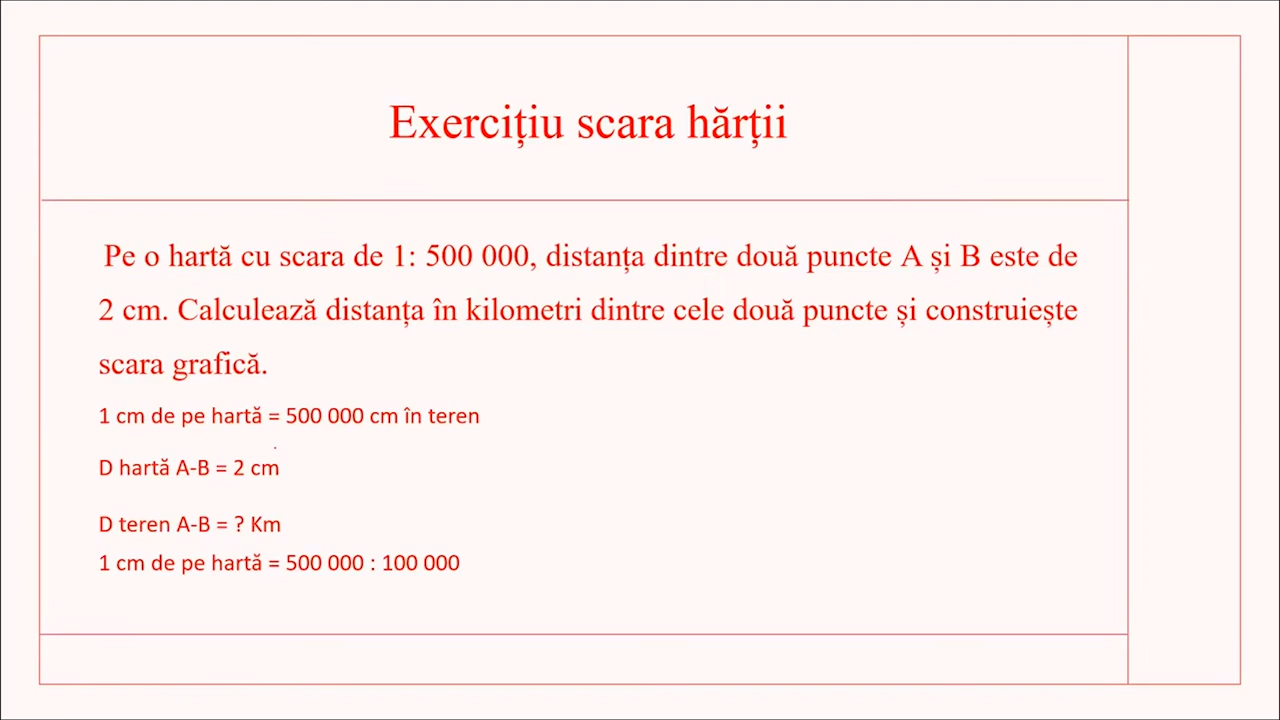 Exercițiu scara hărții
Pe o hartă cu scara de 1: 500 000, distanța dintre două puncte A și B este de
2 cm. Calculează distanța în kilometri dintre cele două puncte și construiește
scara grafică.
1 cm de pe hartă = 500 000 cm în teren
D hartă A-B = 2 cm
D teren A-B = ? Km
1 cm de pe hartă = 500 000 : 100 000